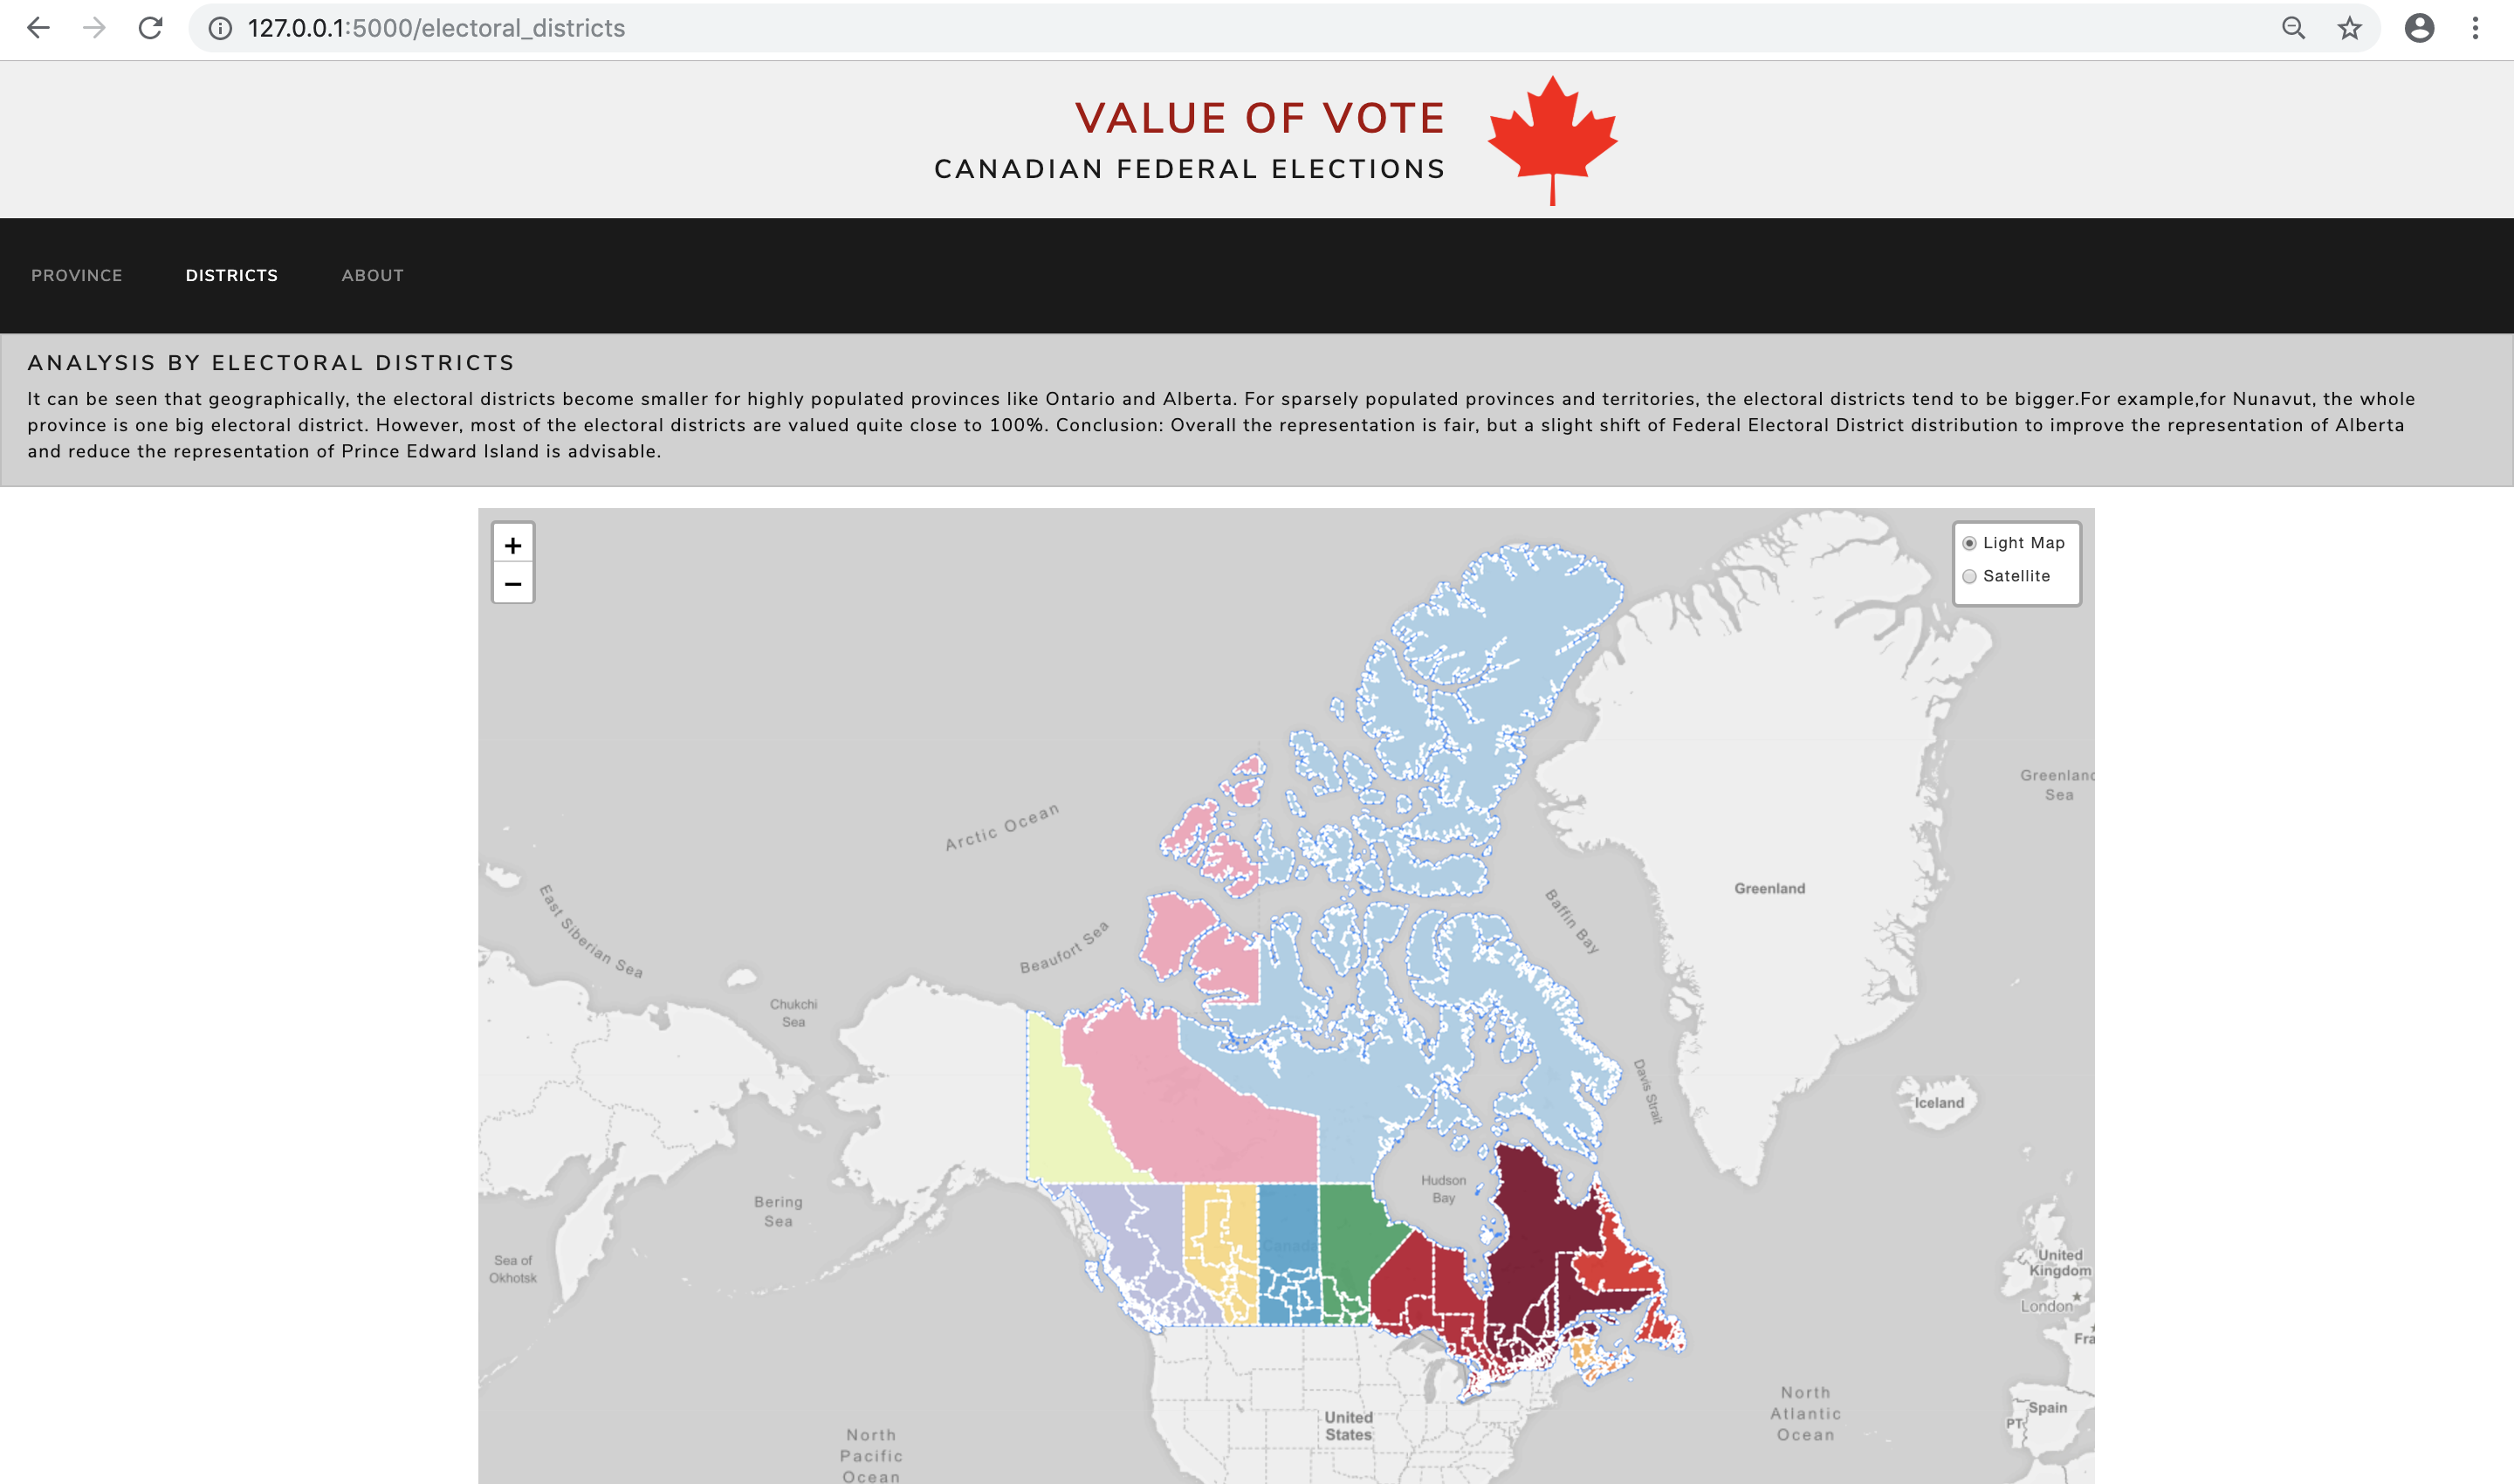 127.0.0.1:5000/electoral_districts
VALUE OF VOTE
CANADIAN FEDERAL ELECTIONS
PROVINCE DISTRICTS ABOUT
ANALYSIS BY ELECTORAL DISTRICTS
It can be seen that geographically, the electoral districts become smaller for highly populated provinces like Ontario and Alberta. For sparsely populated provinces and territories, the electoral districts tend to be bigger.For example,for Nunavut, the whole
province is one big electoral district. However, most of the electoral districts are valued quite close to 100%. Conclusion: Overall the representation is fair, but a slight shift of Federal Electoral District distribution to improve the representation of Alberta
and reduce the representation of Prince Edward Island is advisable.
+
−
Light Map
Satellite
Greenland
Sea
Arctic Ocean
Greenland
East Siberian Sea
Baffin Bay
Beaufort Sea
Chukchi
Sea
Davis Strait
Iceland
Hudson
Bay
Bering
Sea
Canada
Sea of
Okhotsk
United
Kingdom
London
Fra
North
Atlantic
Ocean
Spain
PT
United
States
North
Pacific
Ocean